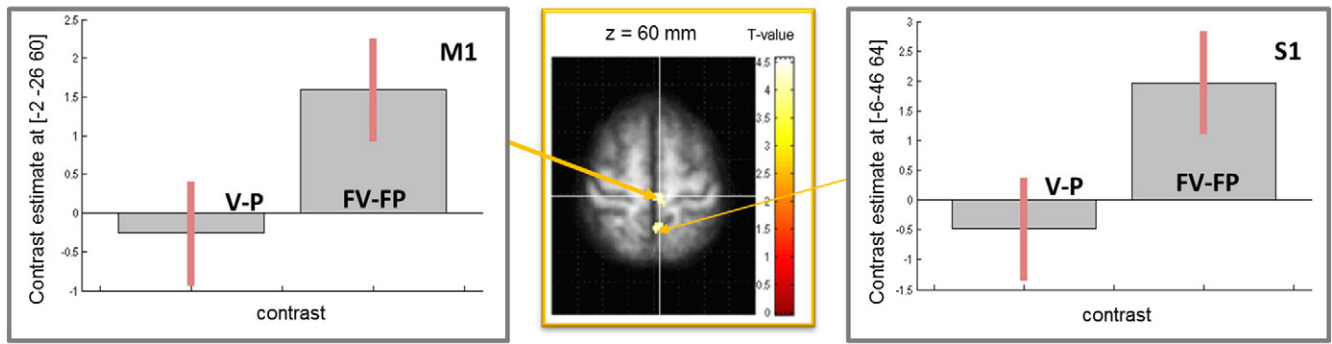 Contrast estimate at [-2 -26 60]
2.5
2
1.5
1
0.5
0
-0.5
-1
M1
V-P
FV-FP
contrast
z = 60 mm
T-value
4.5
4
3.5
3
2.5
2
1.5
1
0.5
0
Contrast estimate at [-6-46 64]
3
2.5
2
1.5
1
0.5
0
-0.5
-1
-1.5
S1
V-P
FV-FP
contrast